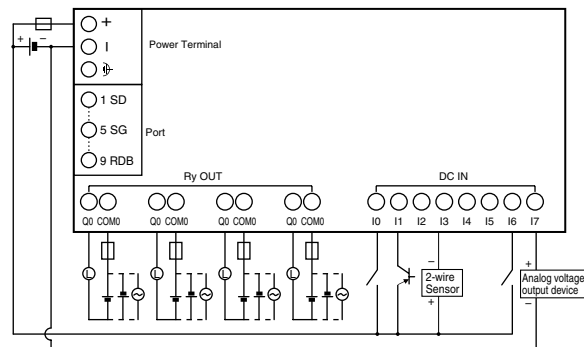 +
+ −
I
Power Terminal
1 SD
5 SG
Port
9 RDB
Ry OUT
DC IN
Q0 COM0 Q0 COM0 Q0 COM0 Q0 COM0 I0 I1 I2 I3 I4 I5 I6 I7
L L L L
−
2-wire
Sensor
+
+
Analog voltage
output device
−